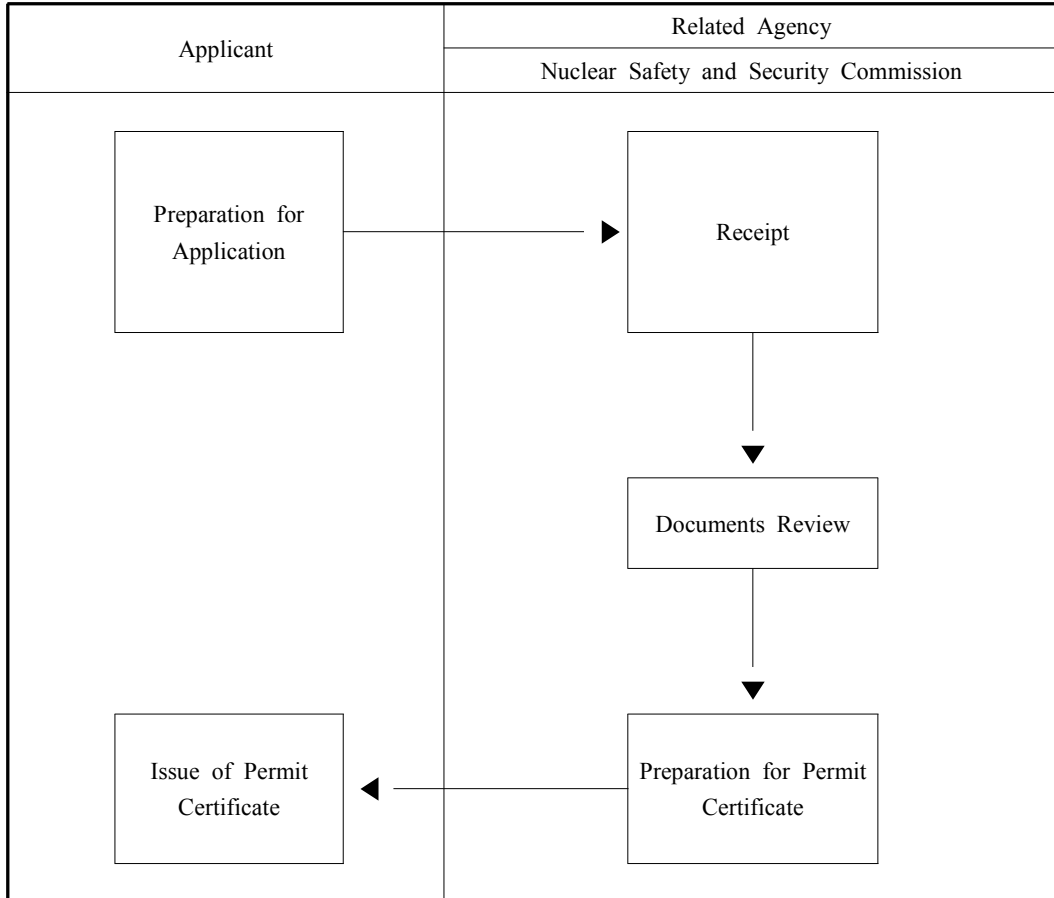 Applicant
Related Agency
Nuclear Safety and Security Commission
Preparation for
Application
Receipt
Documents Review
Issue of Permit
Certificate
Preparation for Permit
Certificate